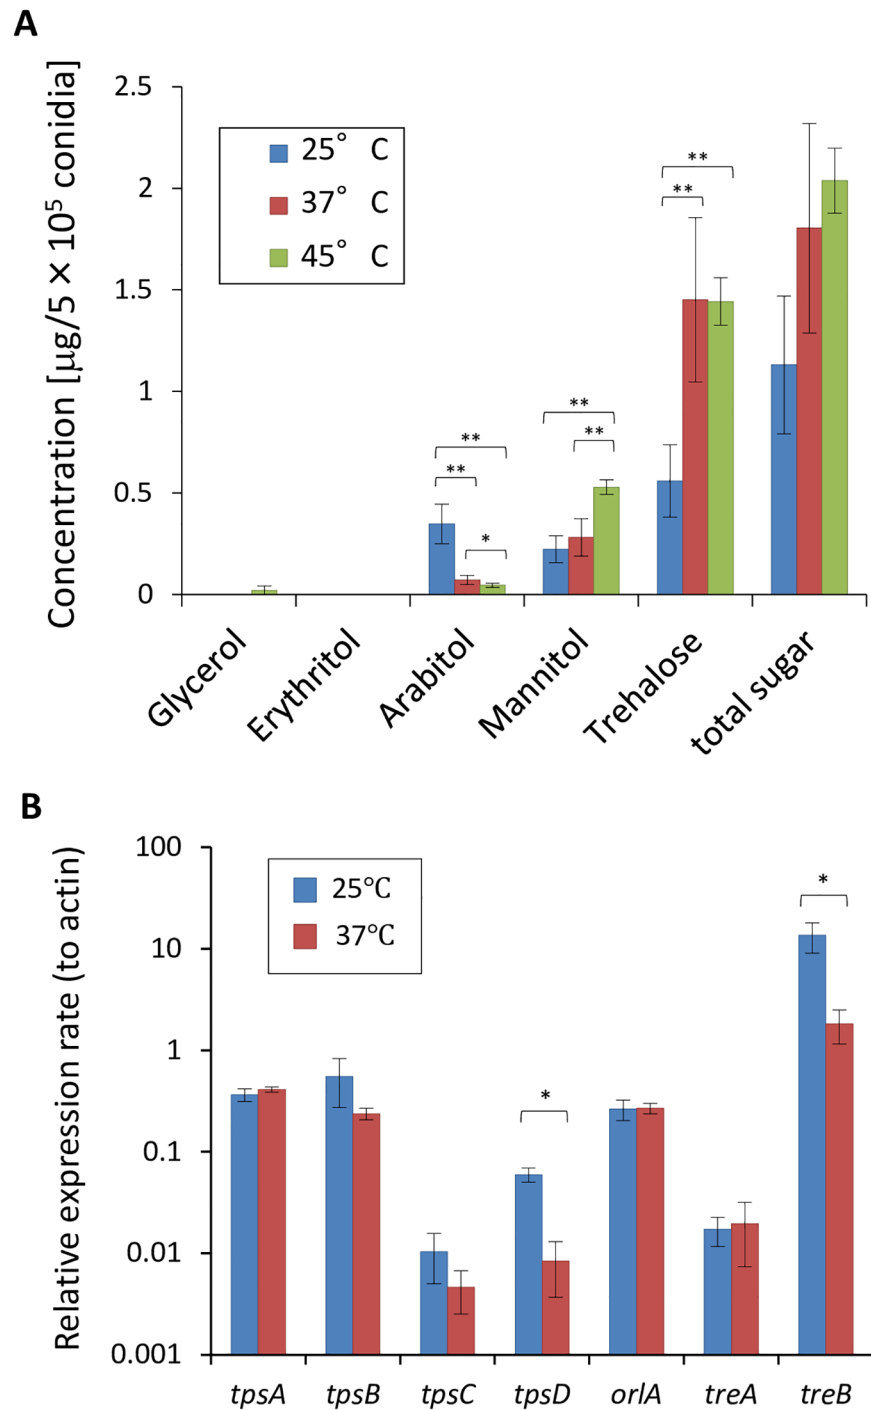 A
Concentration [µg/5 × 10⁵ conidia]
2.5
2
1.5
1
0.5
0
25° C
37° C
45° C
**
**
**
**
*
**
**
Glycerol
Erythritol
Arabitol
Mannitol
Trehalose
total sugar
B
Relative expression rate (to actin)
100
10
1
0.1
0.01
0.001
25℃
37℃
*
*
tpsA tpsB tpsC tpsD orlA treA treB